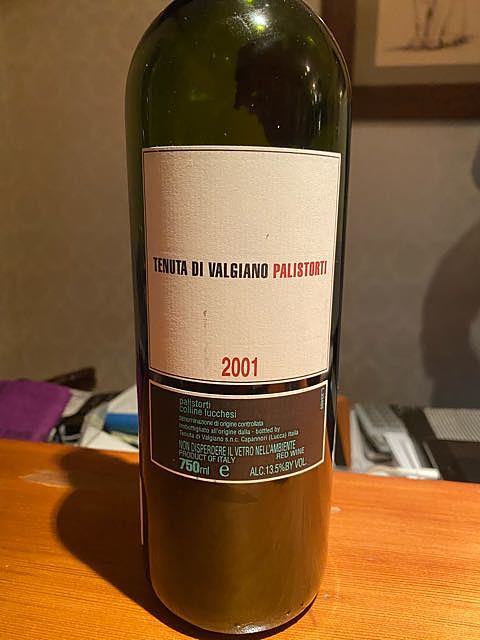 TENUTA DI VALGIANO PALISTORTI
2001
palistorti
colline lucchesi
denominazione di origine controllata
imbottigliato all'origine dalla - bottled by
Tenuta di Valgiano s.n.c. Capannori (Lucca) Italia
NON DISPERDERE IL VETRO NELL'AMBIENTE
PRODUCT OF ITALY RED WINE
750ml e ALC.13.5%BY VOL.